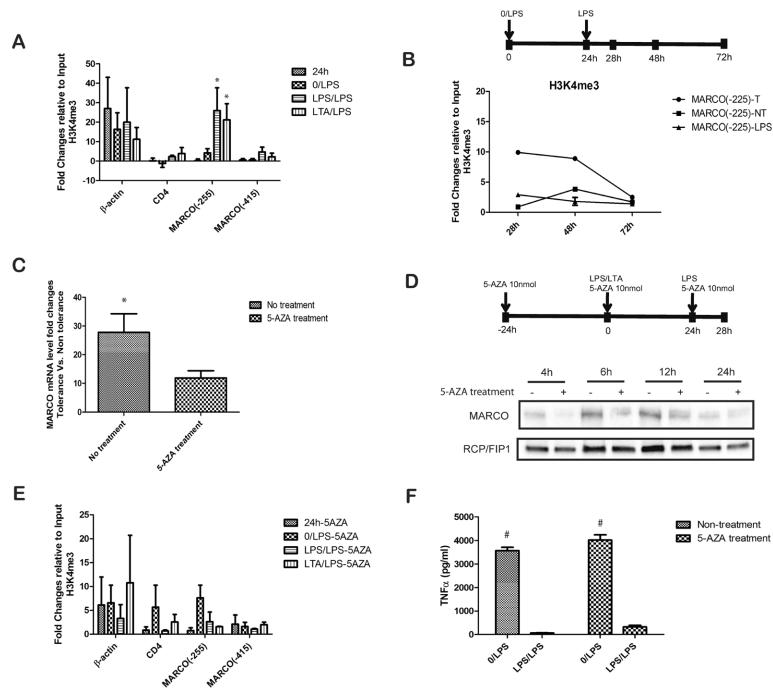 A
Fold Changes relative to Input
H3K4me3
40
30
20
10
0
-10
β-actin
CD4
MARCO(-255)
MARCO(-415)
*
*
24h
0/LPS
LPS/LPS
LTA/LPS
B
0/LPS
LPS
0
24h
28h
48h
72h
H3K4me3
Fold Changes relative to Input
H3K4me3
15
10
5
0
28h
48h
72h
MARCO(-225)-T
MARCO(-225)-NT
MARCO(-225)-LPS
C
MARCO mRNA level fold changes
Tolerance Vs. Non tolerance
40
30
20
10
0
*
No treatment
5-AZA treatment
No treatment
5-AZA treatment
D
5-AZA 10nmol
LPS/LTA
5-AZA 10nmol
LPS
5-AZA 10nmol
-24h
0
24h
28h
4h
6h
12h
24h
5-AZA treatment
- + - + - + - +
MARCO
RCP/FIP1
E
Fold Changes relative to Input
H3K4me3
25
20
15
10
5
0
β-actin
CD4
MARCO(-255)
MARCO(-415)
24h-5AZA
0/LPS-5AZA
LPS/LPS-5AZA
LTA/LPS-5AZA
F
TNFα (pg/ml)
5000
4000
3000
2000
1000
0
#
#
0/LPS
LPS/LPS
0/LPS
LPS/LPS
Non-treatment
5-AZA treatment